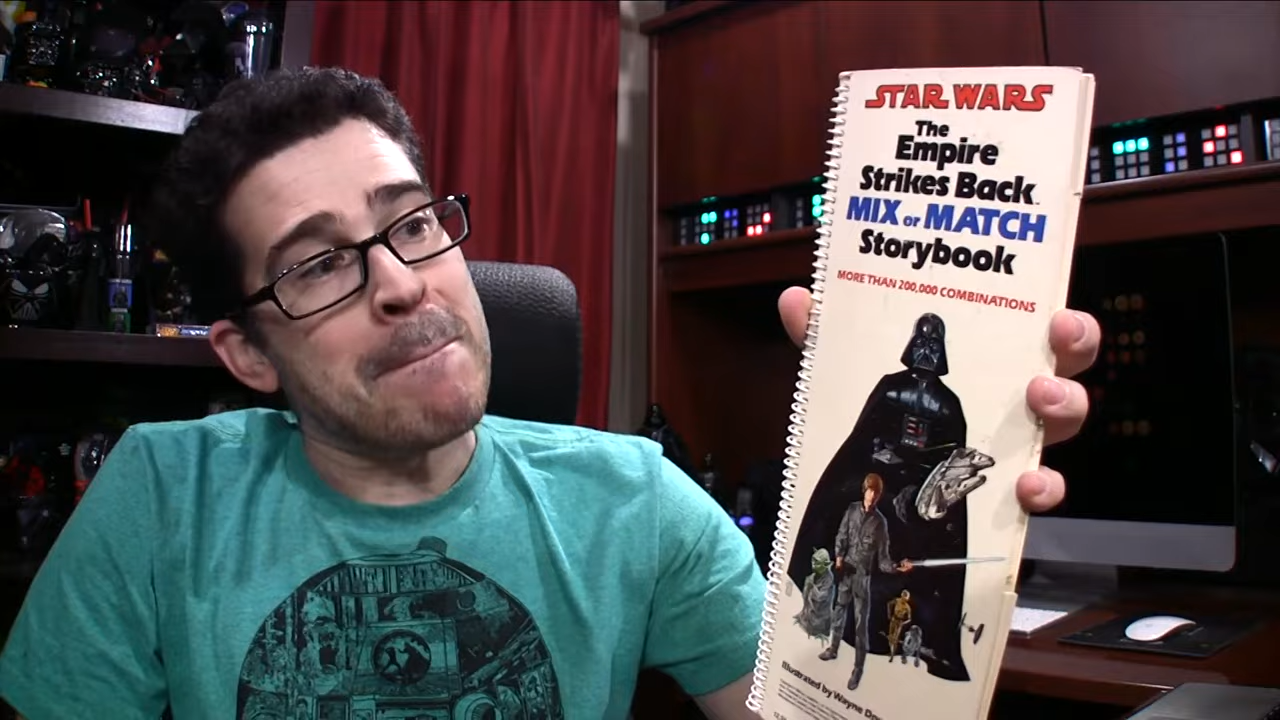 STAR WARS
The
Empire
Strikes Back
MIX or MATCH
Storybook
MORE THAN 200,000 COMBINATIONS
Illustrated by Wayne